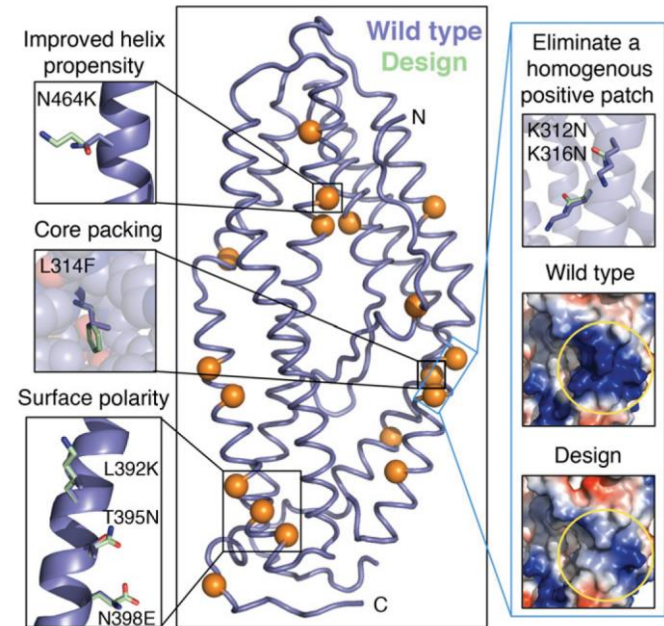 Improved helix
propensity
N464K
Core packing
L314F
Surface polarity
L392K
T395N
N398E
Wild type
Design
N
C
Eliminate a
homogenous
positive patch
K312N
K316N
Wild type
Design